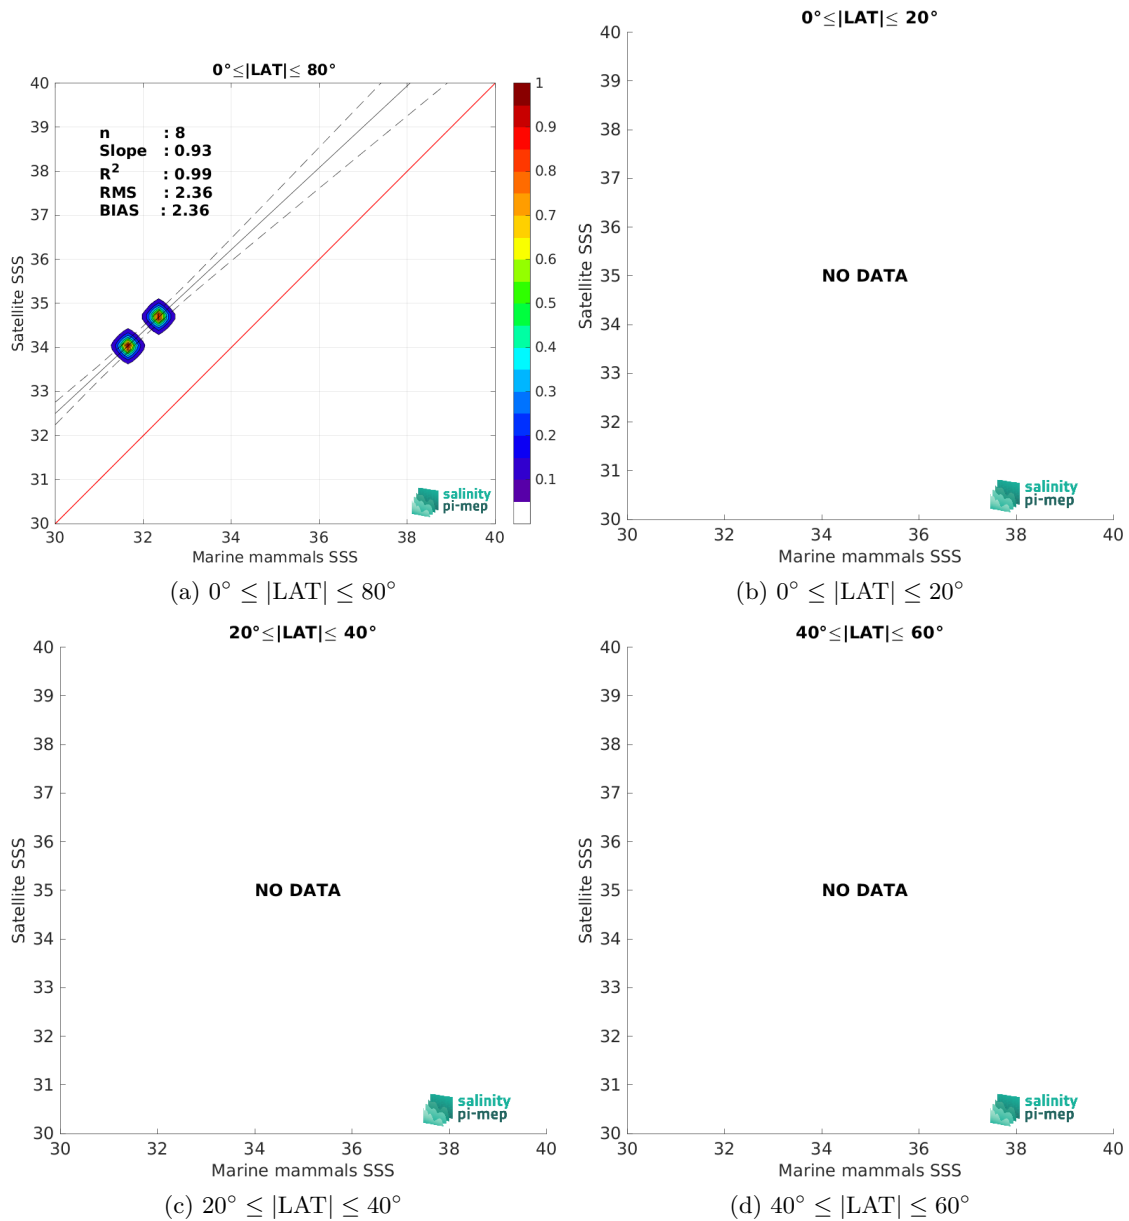 0°≤|LAT|≤ 80°
n : 8
Slope : 0.93
R² : 0.99
RMS : 2.36
BIAS : 2.36
40
39
38
37
36
35
34
33
32
31
30
Satellite SSS
30 32 34 36 38 40
Marine mammals SSS
1
0.9
0.8
0.7
0.6
0.5
0.4
0.3
0.2
0.1
salinity
pi-mep
(a) 0° ≤ |LAT| ≤ 80°
0°≤|LAT|≤ 20°
40
39
38
37
36
35
34
33
32
31
30
Satellite SSS
NO DATA
salinity
pi-mep
30 32 34 36 38 40
Marine mammals SSS
(b) 0° ≤ |LAT| ≤ 20°
20°≤|LAT|≤ 40°
40
39
38
37
36
35
34
33
32
31
30
Satellite SSS
NO DATA
salinity
pi-mep
30 32 34 36 38 40
Marine mammals SSS
(c) 20° ≤ |LAT| ≤ 40°
40°≤|LAT|≤ 60°
40
39
38
37
36
35
34
33
32
31
30
Satellite SSS
NO DATA
salinity
pi-mep
30 32 34 36 38 40
Marine mammals SSS
(d) 40° ≤ |LAT| ≤ 60°